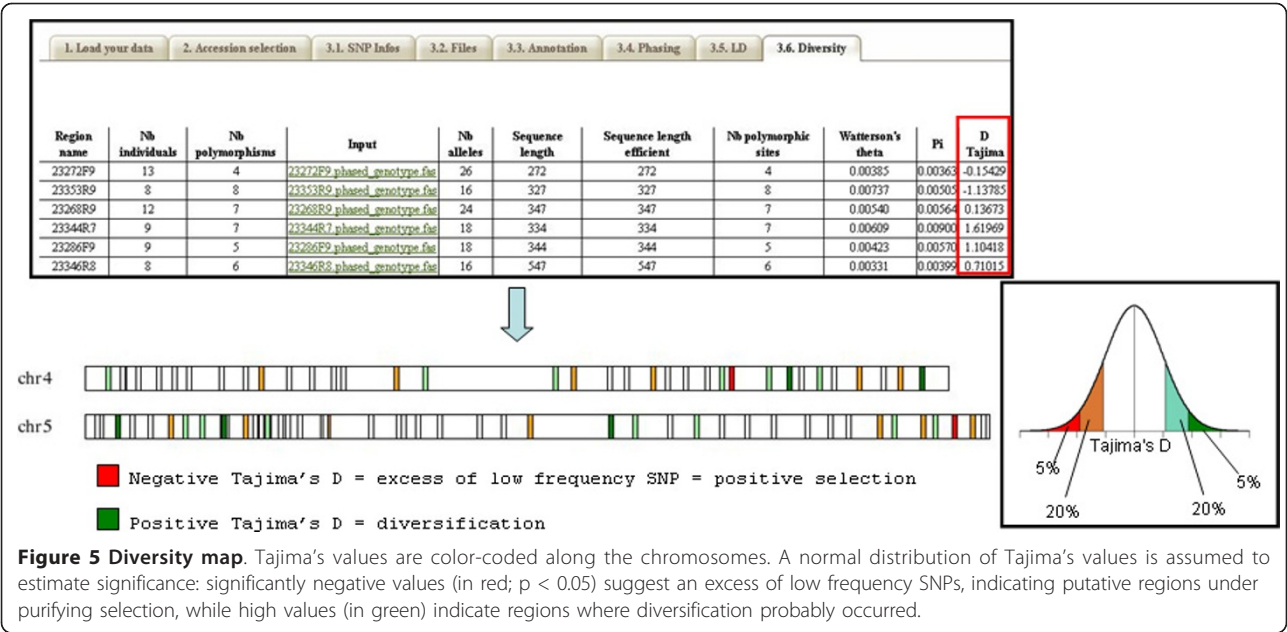 1. Load your data 2. Accession selection 3.1. SNP Infos 3.2. Files 3.3. Annotation 3.4. Phasing 3.5. LD 3.6. Diversity
Region name Nb individuals Nb polymorphisms Input Nb alleles Sequence length Sequence length efficient Nb polymorphic sites Watterson's theta Pi D Tajima
23272F9 13 4 23272F9.phased_genotype.fas 26 272 272 4 0.00385 0.00363 -0.15429
23353R9 8 8 23353R9.phased_genotype.fas 16 327 327 8 0.00737 0.00505 -1.13785
23268R9 12 7 23268R9.phased_genotype.fas 24 347 347 7 0.00540 0.00564 0.13673
23344R7 9 7 23344R7.phased_genotype.fas 18 334 334 7 0.00609 0.00900 1.61969
23286F9 9 5 23286F9.phased_genotype.fas 18 344 344 5 0.00423 0.00570 1.10418
23346R8 8 6 23346R8.phased_genotype.fas 16 547 547 6 0.00331 0.00399 0.71015
chr4
chr5
Negative Tajima's D = excess of low frequency SNP = positive selection
Positive Tajima's D = diversification
Tajima's D
5%
5%
20%
20%
Figure 5 Diversity map. Tajima's values are color-coded along the chromosomes. A normal distribution of Tajima's values is assumed to
estimate significance: significantly negative values (in red; p < 0.05) suggest an excess of low frequency SNPs, indicating putative regions under
purifying selection, while high values (in green) indicate regions where diversification probably occurred.